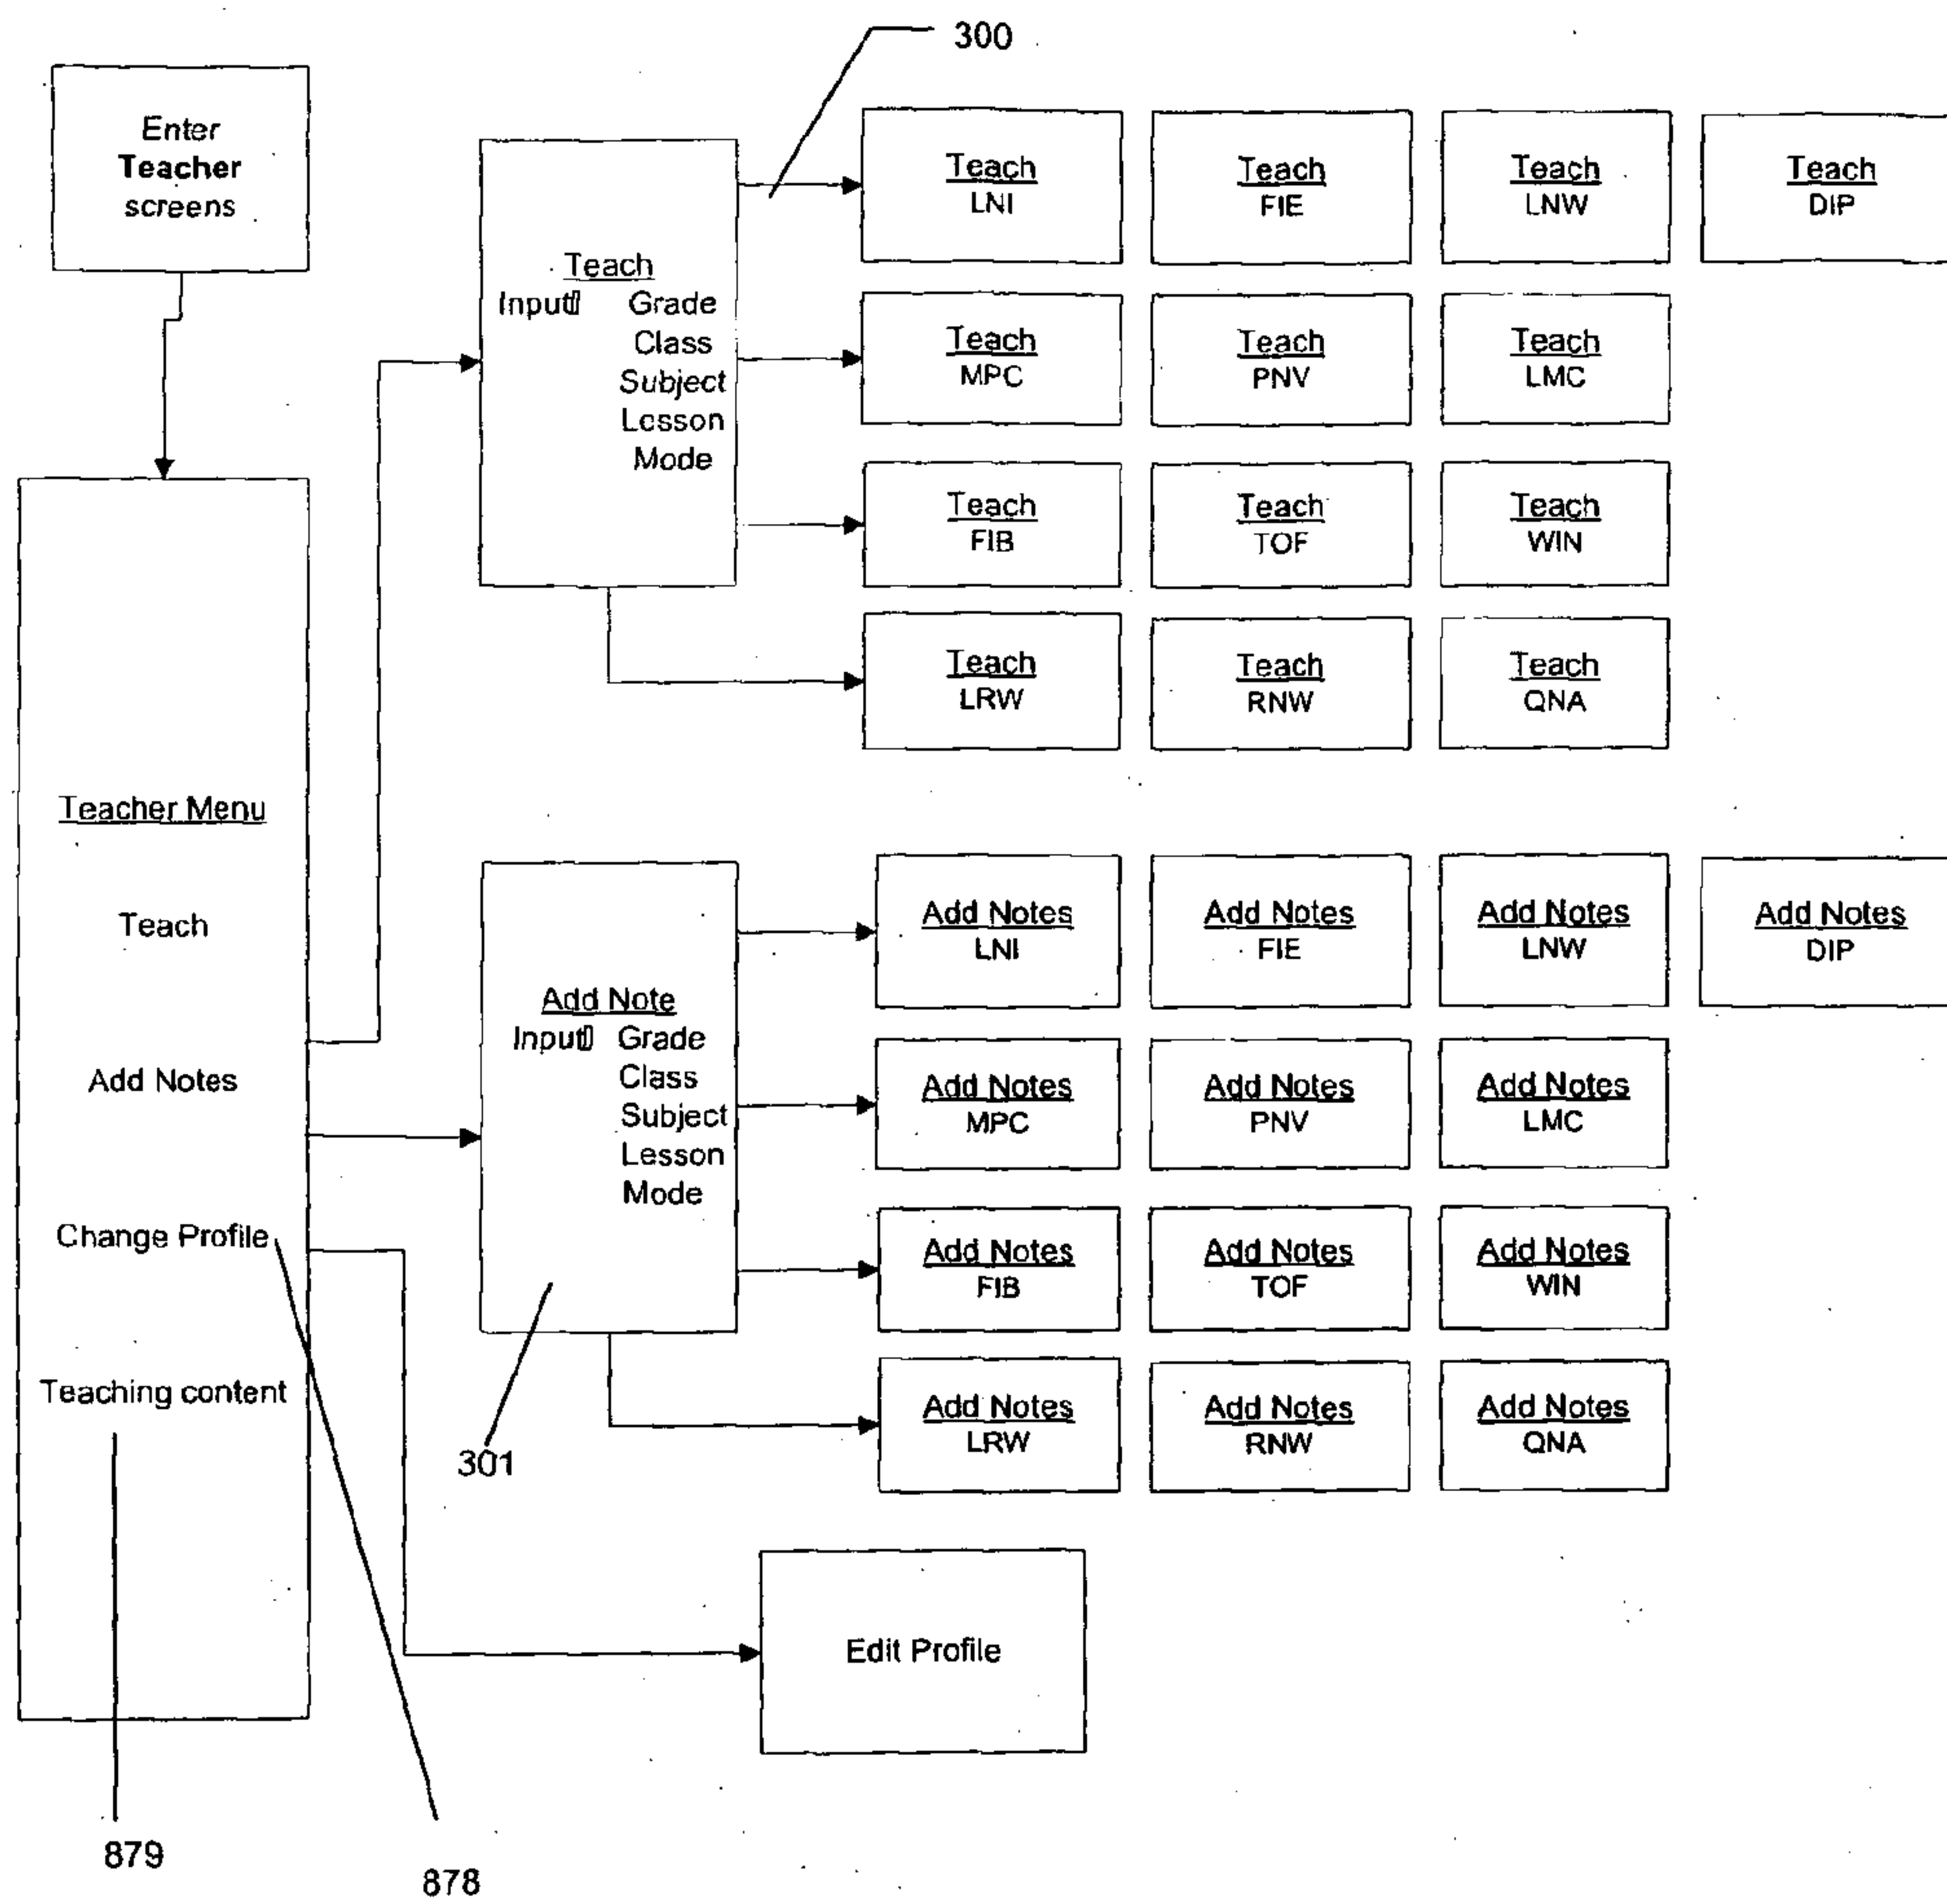 300
Enter
Teacher
screens
Teacher Menu
Teach
Add Notes
Change Profile
Teaching content
879
878
Teach
Input Grade
Class
Subject
Lesson
Mode
Teach
LNI
Teach
FIE
Teach
LNW
Teach
DIP
Teach
MPC
Teach
PNV
Teach
LMC
Teach
FIB
Teach
TOF
Teach
WIN
Teach
LRW
Teach
RNW
Teach
QNA
Add Note
Input Grade
Class
Subject
Lesson
Mode
301
Add Notes
LNI
Add Notes
FIE
Add Notes
LNW
Add Notes
DIP
Add Notes
MPC
Add Notes
PNV
Add Notes
LMC
Add Notes
FIB
Add Notes
TOF
Add Notes
WIN
Add Notes
LRW
Add Notes
RNW
Add Notes
QNA
Edit Profile